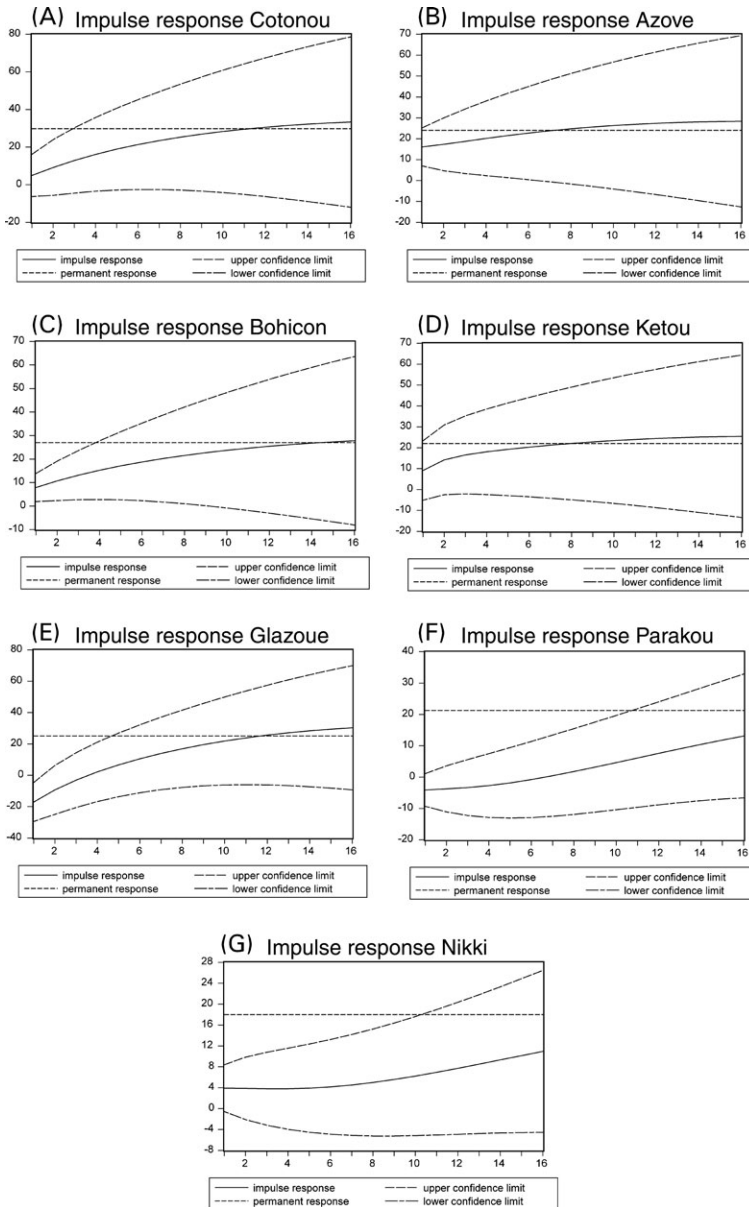 (A) Impulse response Cotonou
80
60
40
20
0
-20
2 4 6 8 10 12 14 16
impulse response upper confidence limit
permanent response lower confidence limit
(B) Impulse response Azove
70
60
50
40
30
20
10
0
-10
-20
2 4 6 8 10 12 14 16
impulse response upper confidence limit
permanent response lower confidence limit
(C) Impulse response Bohicon
70
60
50
40
30
20
10
0
-10
2 4 6 8 10 12 14 16
impulse response upper confidence limit
permanent response lower confidence limit
(D) Impulse response Ketou
70
60
50
40
30
20
10
0
-10
-20
2 4 6 8 10 12 14 16
impulse response upper confidence limit
permanent response lower confidence limit
(E) Impulse response Glazoue
80
60
40
20
0
-20
-40
2 4 6 8 10 12 14 16
impulse response upper confidence limit
permanent response lower confidence limit
(F) Impulse response Parakou
40
30
20
10
0
-10
-20
2 4 6 8 10 12 14 16
impulse response upper confidence limit
permanent response lower confidence limit
(G) Impulse response Nikki
28
24
20
16
12
8
4
0
-4
-8
2 4 6 8 10 12 14 16
impulse response upper confidence limit
permanent response lower confidence limit